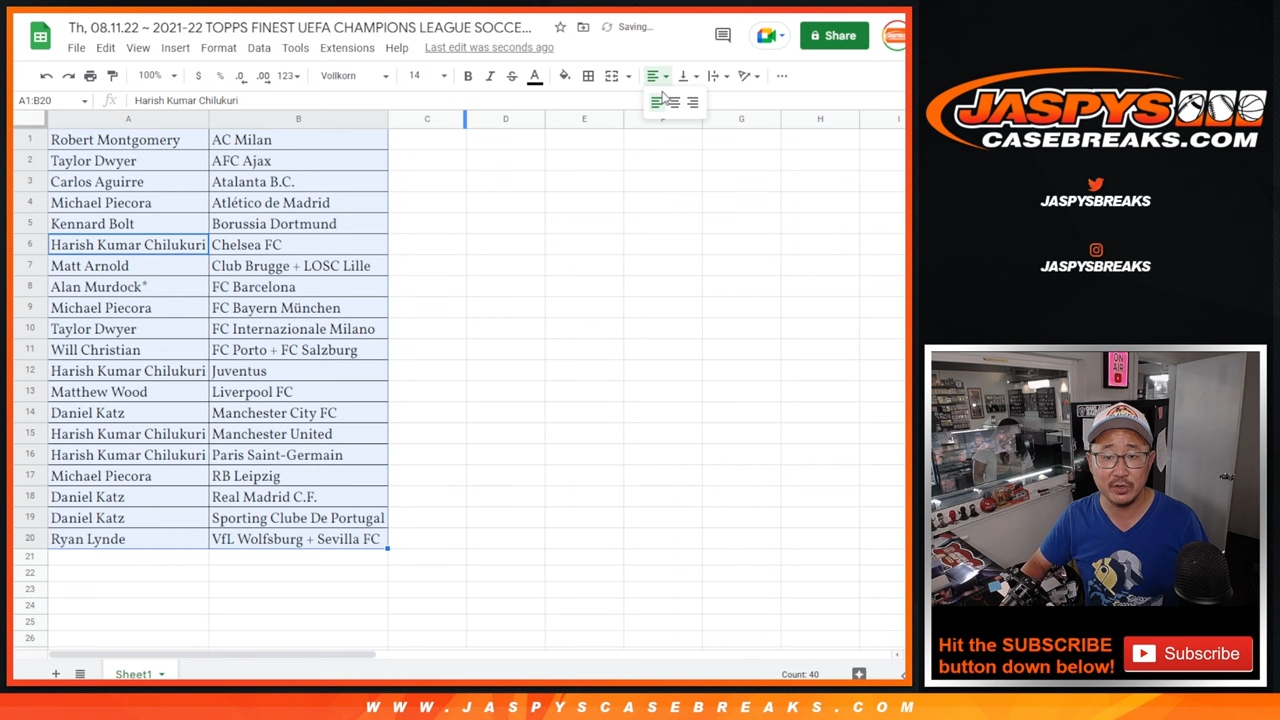 Th, 08.11.22 ~ 2021-22 TOPPS FINEST UEFA CHAMPIONS LEAGUE SOCCE...
Saving...
File Edit View Insert Format Data Tools Extensions Help Last edit was seconds ago
Share
100% $ % .0 .00 123 Vollkorn 14 B I S A
A1:B20 fx Harish Kumar Chilukuri
A B C D E F G H I
1 Robert Montgomery AC Milan
2 Taylor Dwyer AFC Ajax
3 Carlos Aguirre Atalanta B.C.
4 Michael Piecora Atlético de Madrid
5 Kennard Bolt Borussia Dortmund
6 Harish Kumar Chilukuri Chelsea FC
7 Matt Arnold Club Brugge + LOSC Lille
8 Alan Murdock* FC Barcelona
9 Michael Piecora FC Bayern München
10 Taylor Dwyer FC Internazionale Milano
11 Will Christian FC Porto + FC Salzburg
12 Harish Kumar Chilukuri Juventus
13 Matthew Wood Liverpool FC
14 Daniel Katz Manchester City FC
15 Harish Kumar Chilukuri Manchester United
16 Harish Kumar Chilukuri Paris Saint-Germain
17 Michael Piecora RB Leipzig
18 Daniel Katz Real Madrid C.F.
19 Daniel Katz Sporting Clube De Portugal
20 Ryan Lynde VfL Wolfsburg + Sevilla FC
21
22
23
24
25
26
Sheet1
Count: 40
JASPYS
CASEBREAKS.COM
JASPYSBREAKS
JASPYSBREAKS
ON AIR
Hit the SUBSCRIBE
button down below!
Subscribe
WWW.JASPYSCASEBREAKS.COM